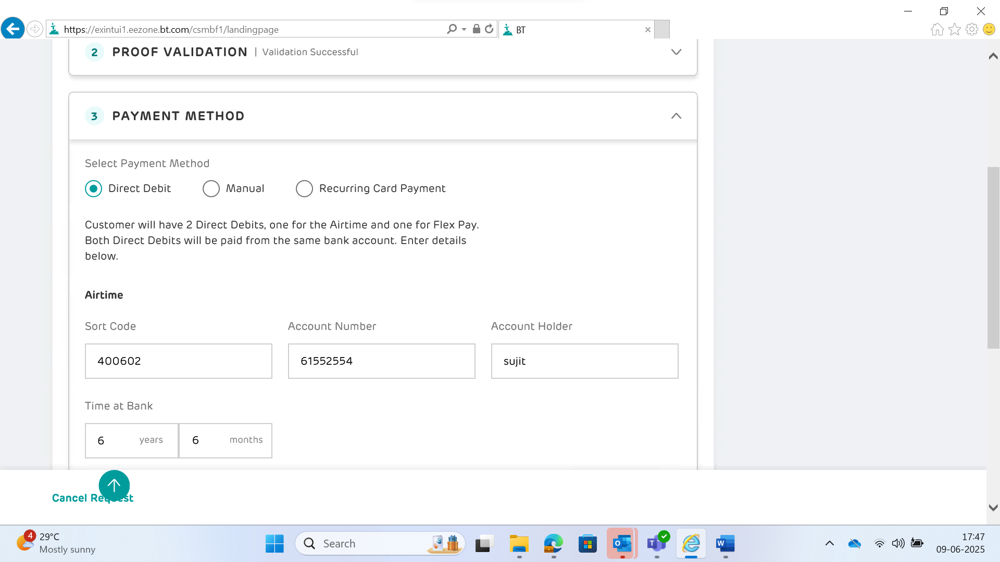 https://exintui1.eezone.bt.com/csmbf1/landingpage
BT
2 PROOF VALIDATION | Validation Successful
3 PAYMENT METHOD
Select Payment Method
Direct Debit Manual Recurring Card Payment
Customer will have 2 Direct Debits, one for the Airtime and one for Flex Pay.
Both Direct Debits will be paid from the same bank account. Enter details
below.
Airtime
Sort Code Account Number Account Holder
400602 61552554 sujit
Time at Bank
6 years 6 months
Cancel Request
4 29°C
Mostly sunny
Search
17:47
09-06-2025